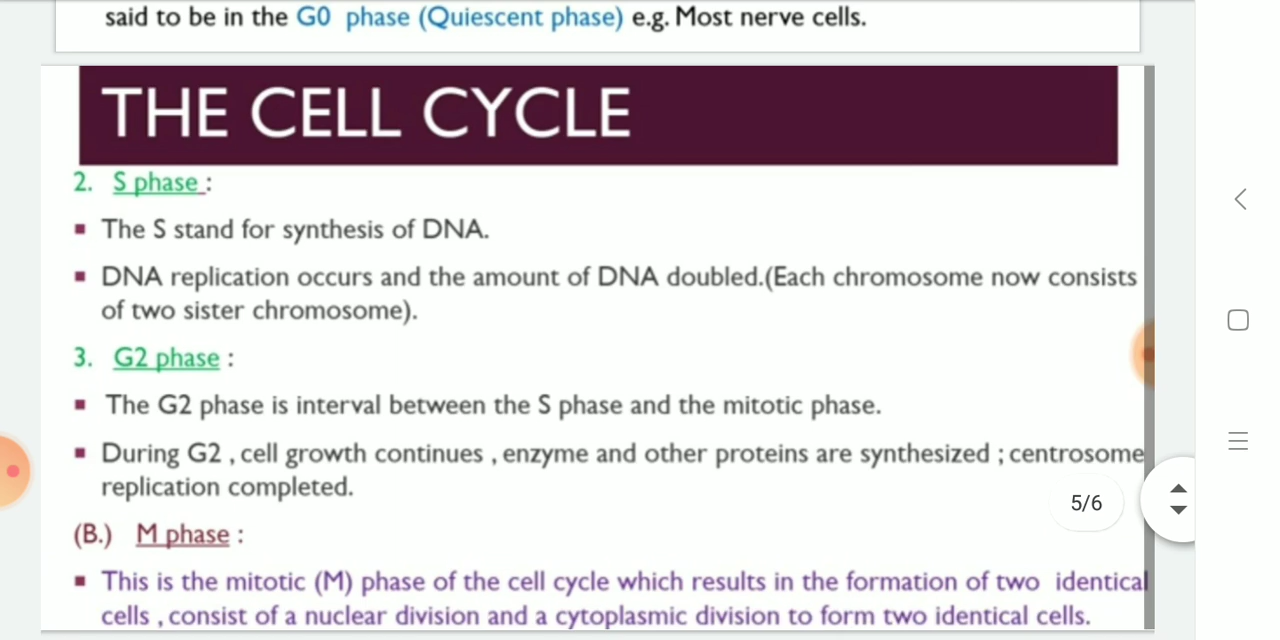 said to be in the G0 phase (Quiescent phase) e.g. Most nerve cells.
THE CELL CYCLE
2. S phase :
▪ The S stand for synthesis of DNA.
▪ DNA replication occurs and the amount of DNA doubled.(Each chromosome now consists
of two sister chromosome).
3. G2 phase :
▪ The G2 phase is interval between the S phase and the mitotic phase.
▪ During G2 , cell growth continues , enzyme and other proteins are synthesized ; centrosome
replication completed.
5/6
(B.) M phase :
▪ This is the mitotic (M) phase of the cell cycle which results in the formation of two identical
cells , consist of a nuclear division and a cytoplasmic division to form two identical cells.